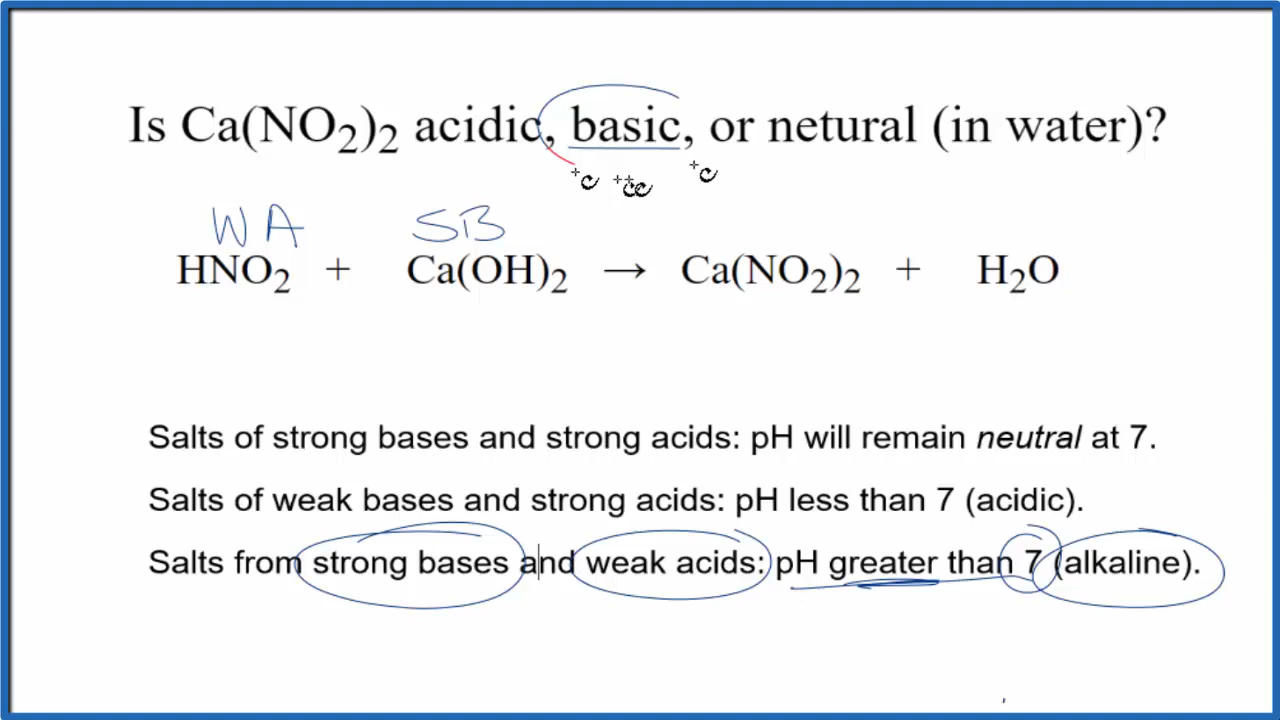 Is Ca(NO₂)₂ acidic, basic, or netural (in water)?
WA SB
HNO₂ + Ca(OH)₂ → Ca(NO₂)₂ + H₂O
Salts of strong bases and strong acids: pH will remain neutral at 7.
Salts of weak bases and strong acids: pH less than 7 (acidic).
Salts from strong bases and weak acids: pH greater than 7 (alkaline).